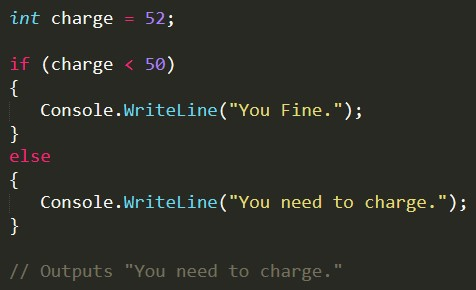 int charge = 52;
if (charge < 50)
{
Console.WriteLine("You Fine.");
}
else
{
Console.WriteLine("You need to charge.");
}
// Outputs "You need to charge."